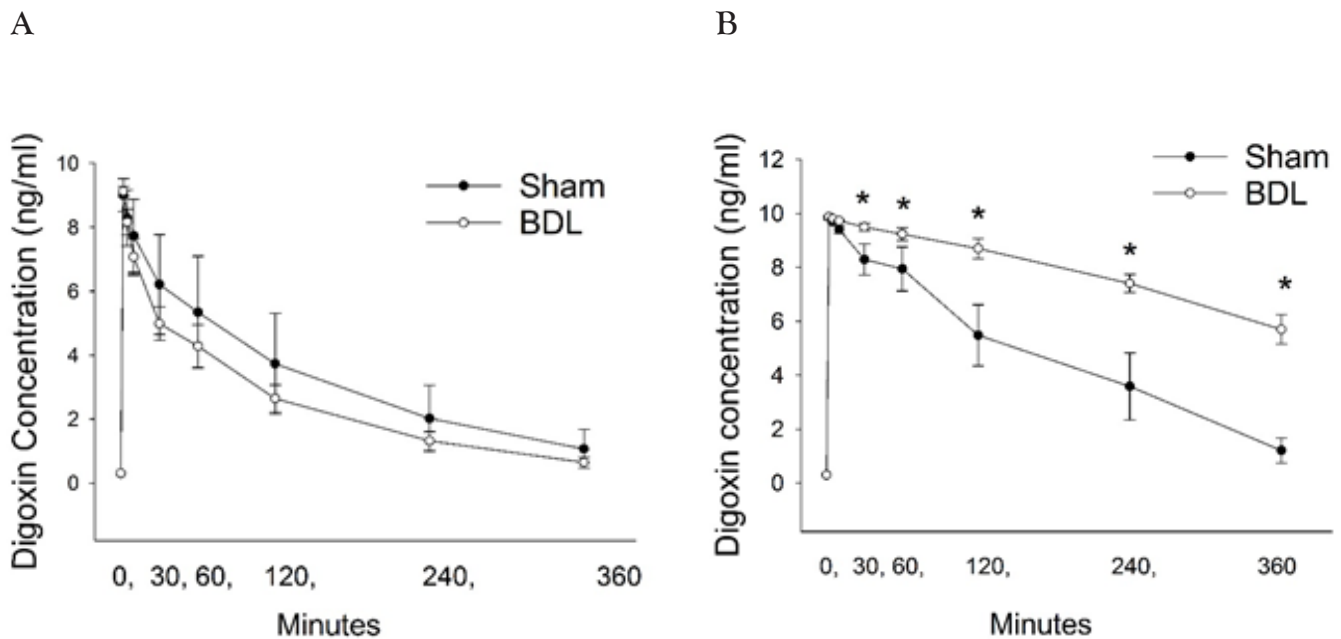 A
Digoxin Concentration (ng/ml)
10
8
6
4
2
0
Sham
BDL
0, 30, 60, 120, 240, 360
Minutes
B
Digoxin concentration (ng/ml)
12
10
8
6
4
2
0
Sham
BDL
* * * * *
0, 30, 60, 120, 240, 360
Minutes